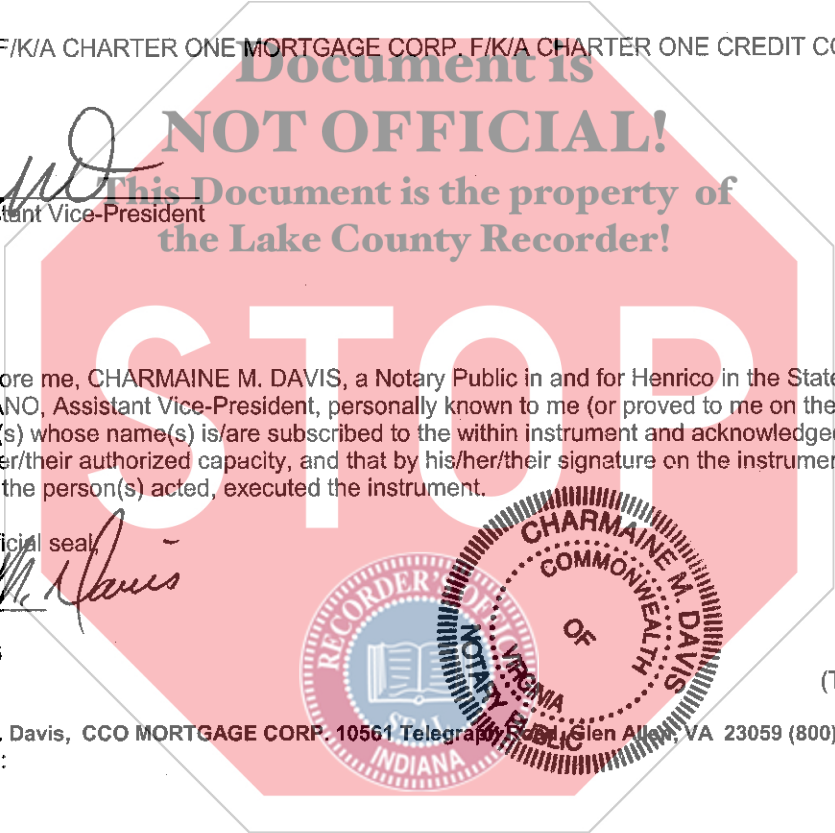 F/K/A CHARTER ONE MORTGAGE CORP. F/K/A CHARTER ONE CREDIT CO
Document is
NOT OFFICIAL!
This Document is the property of
the Lake County Recorder!
stant Vice-President
STOP
ore me, CHARMAINE M. DAVIS, a Notary Public in and for Henrico in the State
ANO, Assistant Vice-President, personally known to me (or proved to me on the
(s) whose name(s) is/are subscribed to the within instrument and acknowledged
er/their authorized capacity, and that by his/her/their signature on the instrumen
the person(s) acted, executed the instrument.
ficial seal,
M. Davis
RECORDER'S OFFICE
SEAL
INDIANA
CHARMAINE M. DAVIS
NOTARY PUBLIC
COMMONWEALTH
OF
VIRGINIA
(T
. Davis, CCO MORTGAGE CORP. 10561 Telegraph Road, Glen Allen, VA 23059 (800)
: